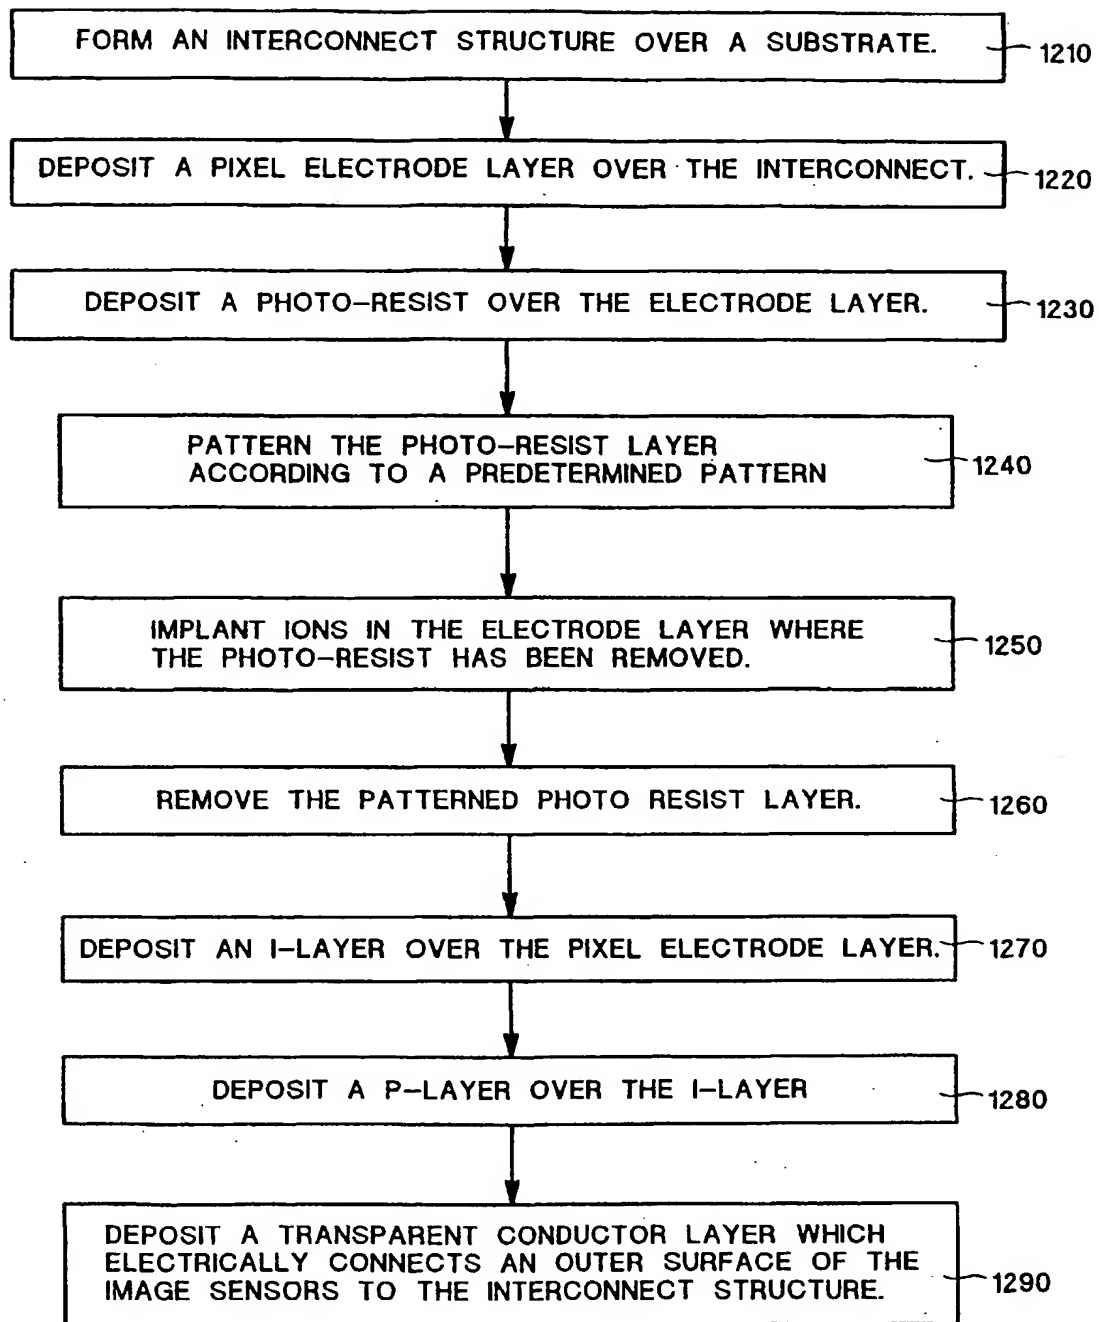 FORM AN INTERCONNECT STRUCTURE OVER A SUBSTRATE. 1210
DEPOSIT A PIXEL ELECTRODE LAYER OVER THE INTERCONNECT. 1220
DEPOSIT A PHOTO-RESIST OVER THE ELECTRODE LAYER. 1230
PATTERN THE PHOTO-RESIST LAYER
ACCORDING TO A PREDETERMINED PATTERN 1240
IMPLANT IONS IN THE ELECTRODE LAYER WHERE
THE PHOTO-RESIST HAS BEEN REMOVED. 1250
REMOVE THE PATTERNED PHOTO RESIST LAYER. 1260
DEPOSIT AN I-LAYER OVER THE PIXEL ELECTRODE LAYER. 1270
DEPOSIT A P-LAYER OVER THE I-LAYER 1280
DEPOSIT A TRANSPARENT CONDUCTOR LAYER WHICH
ELECTRICALLY CONNECTS AN OUTER SURFACE OF THE
IMAGE SENSORS TO THE INTERCONNECT STRUCTURE. 1290